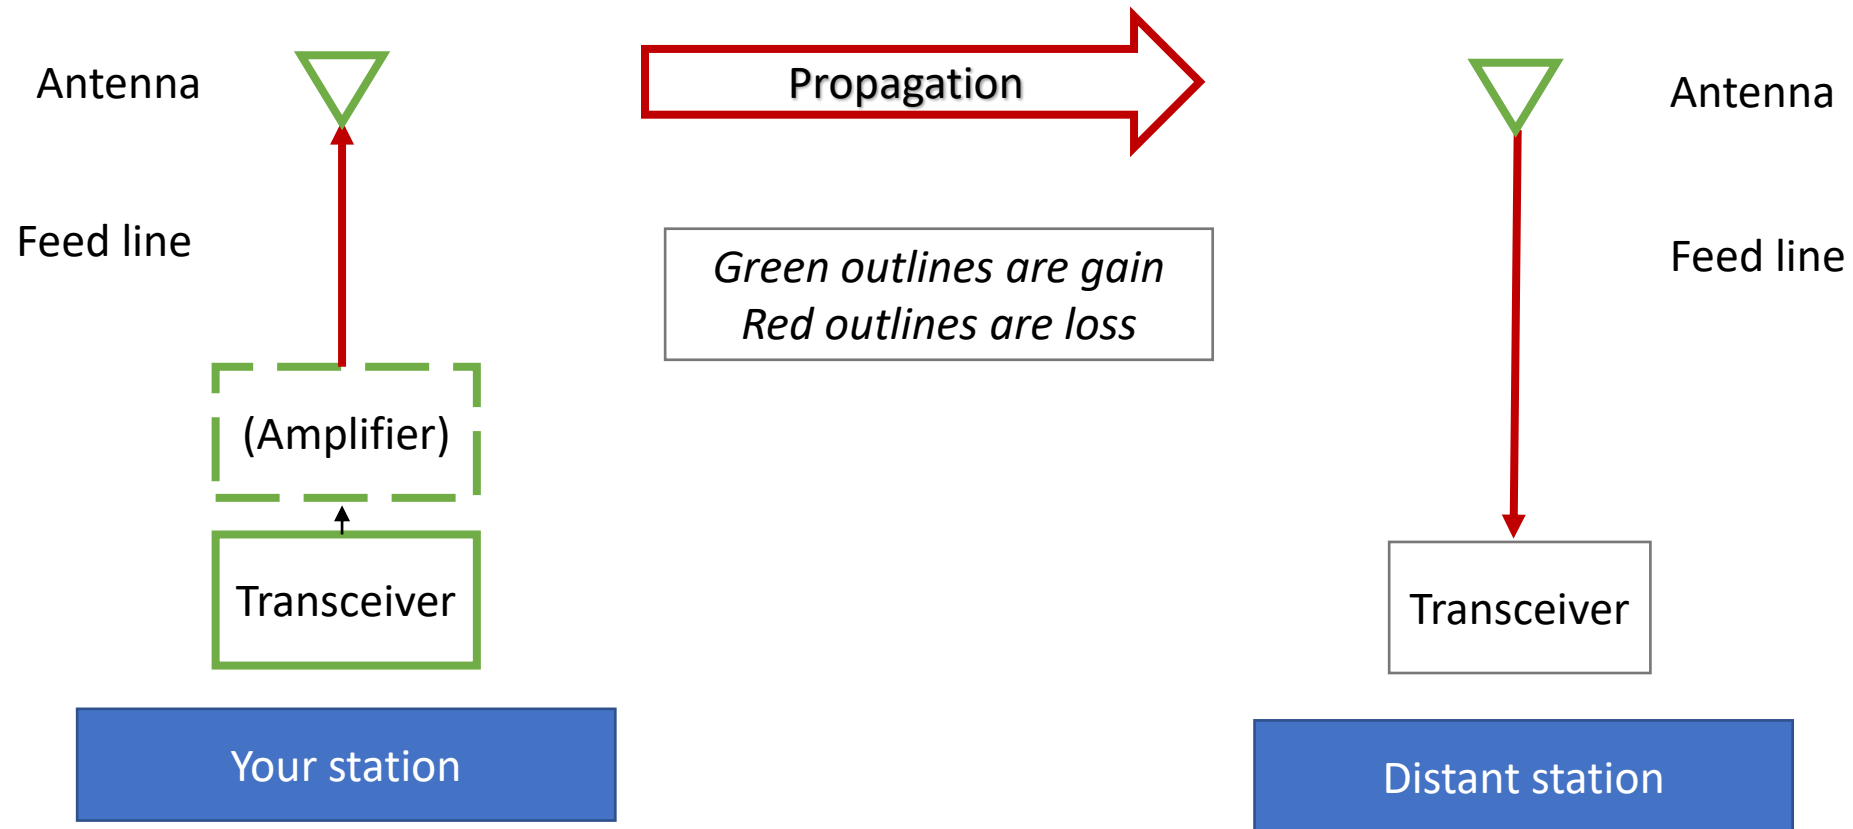 Antenna
Propagation
Antenna
Feed line
Green outlines are gain
Red outlines are loss
Feed line
(Amplifier)
Transceiver
Transceiver
Your station
Distant station